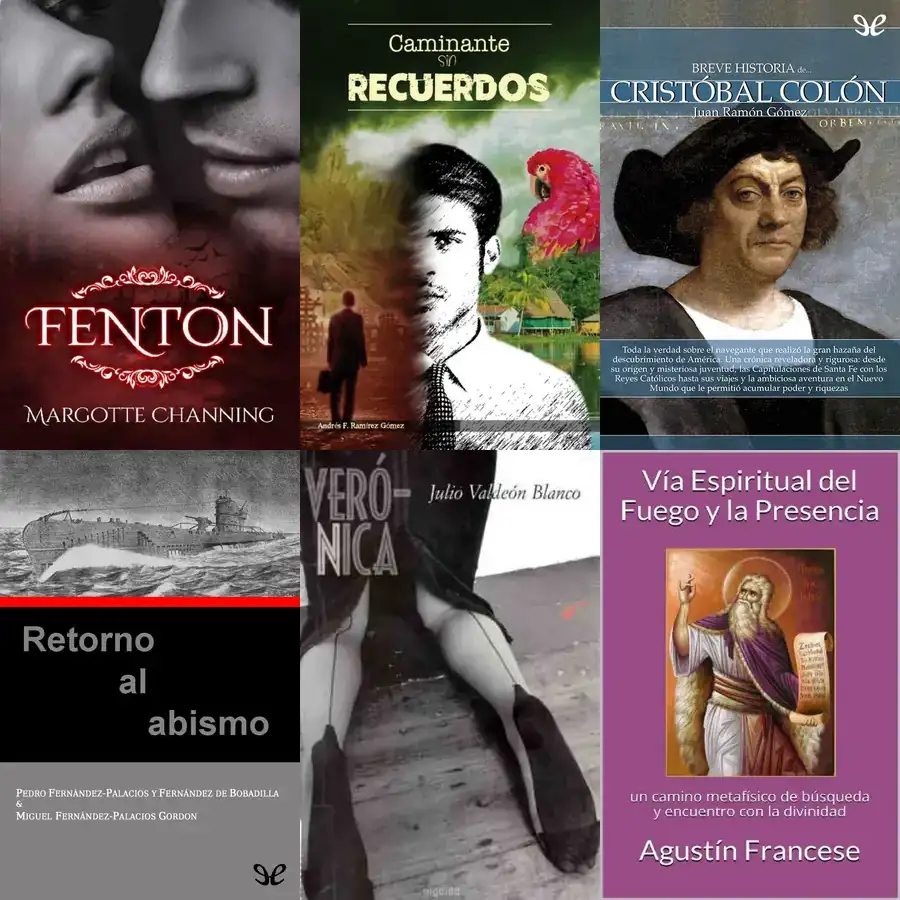 FENTON
MARGOTTE CHANNING
Caminante
sin
RECUERDOS
Andrés F. Ramírez Gómez
BREVE HISTORIA de...
CRISTÓBAL COLÓN
Juan Ramón Gómez
ORBEM
Toda la verdad sobre el navegante que realizó la gran hazaña del
descubrimiento de América. Una crónica reveladora y rigurosa: desde
su origen y misteriosa juventud, las Capitulaciones de Santa Fe con los
Reyes Católicos hasta sus viajes y la ambiciosa aventura en el Nuevo
Mundo que le permitió acumular poder y riquezas
Retorno
al
abismo
PEDRO FERNÁNDEZ-PALACIOS Y FERNÁNDEZ DE BOBADILLA
&
MIGUEL FERNÁNDEZ-PALACIOS GORDON
VERÓ-
NICA
Julio Valdeón Blanco
Vía Espiritual del
Fuego y la Presencia
un camino metafísico de búsqueda
y encuentro con la divinidad
Agustín Francese